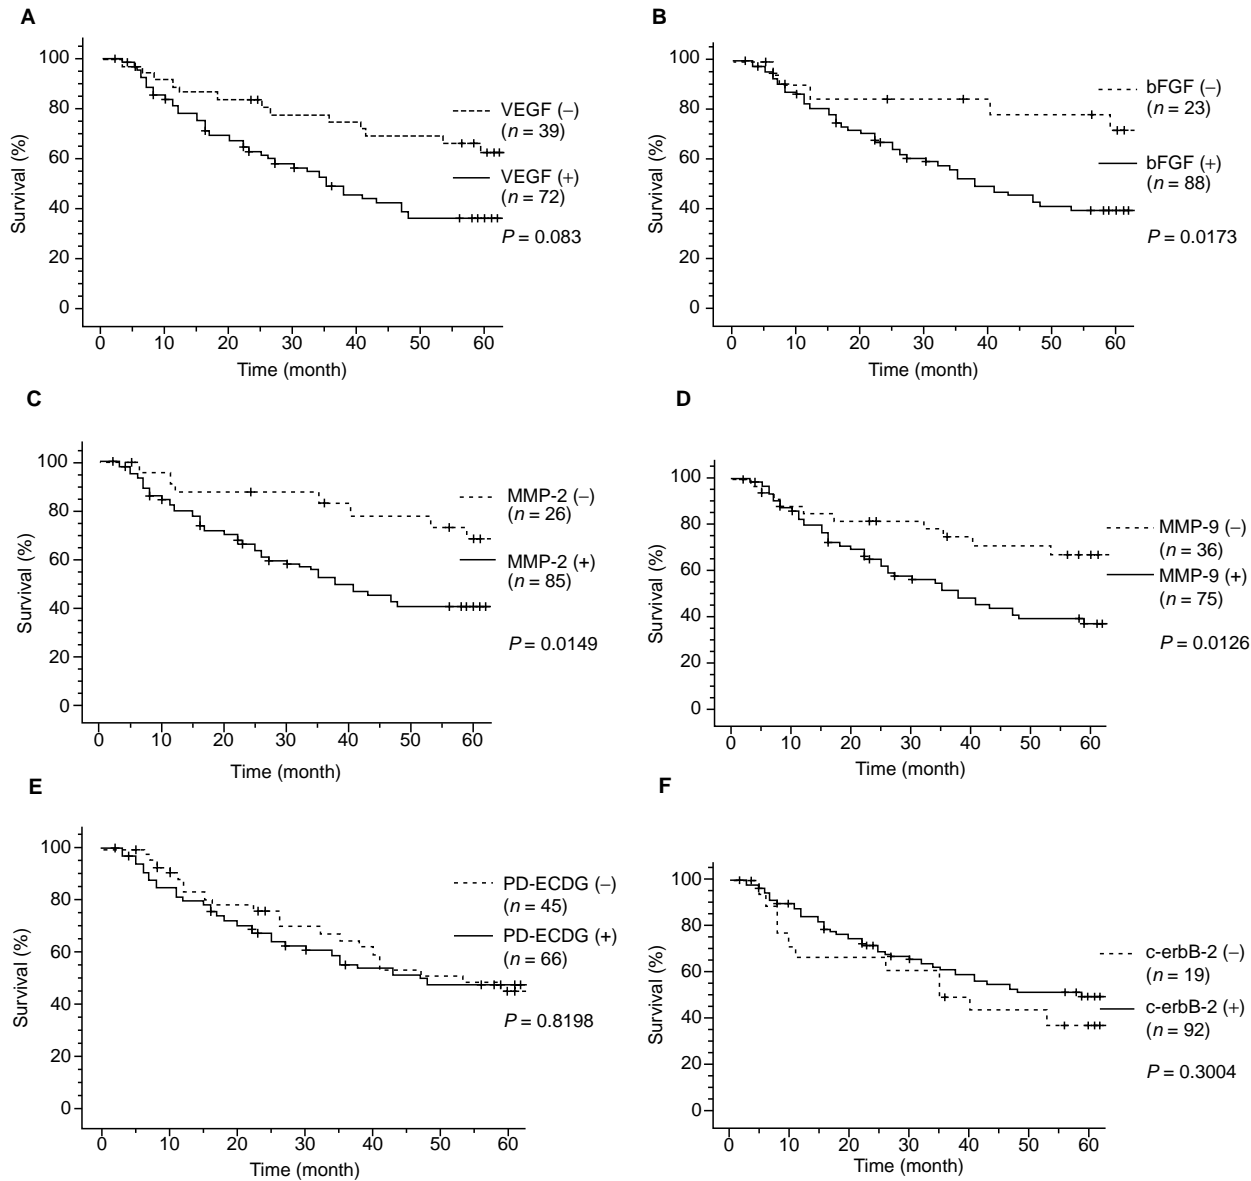 A
Survival (%)
100
80
60
40
20
0
VEGF (−)
(n = 39)
VEGF (+)
(n = 72)
P = 0.083
0 10 20 30 40 50 60
Time (month)
B
Survival (%)
100
80
60
40
20
0
bFGF (−)
(n = 23)
bFGF (+)
(n = 88)
P = 0.0173
0 10 20 30 40 50 60
Time (month)
C
Survival (%)
100
80
60
40
20
0
MMP-2 (−)
(n = 26)
MMP-2 (+)
(n = 85)
P = 0.0149
0 10 20 30 40 50 60
Time (month)
D
Survival (%)
100
80
60
40
20
0
MMP-9 (−)
(n = 36)
MMP-9 (+)
(n = 75)
P = 0.0126
0 10 20 30 40 50 60
Time (month)
E
Survival (%)
100
80
60
40
20
0
PD-ECDG (−)
(n = 45)
PD-ECDG (+)
(n = 66)
P = 0.8198
0 10 20 30 40 50 60
Time (month)
F
Survival (%)
100
80
60
40
20
0
c-erbB-2 (−)
(n = 19)
c-erbB-2 (+)
(n = 92)
P = 0.3004
0 10 20 30 40 50 60
Time (month)